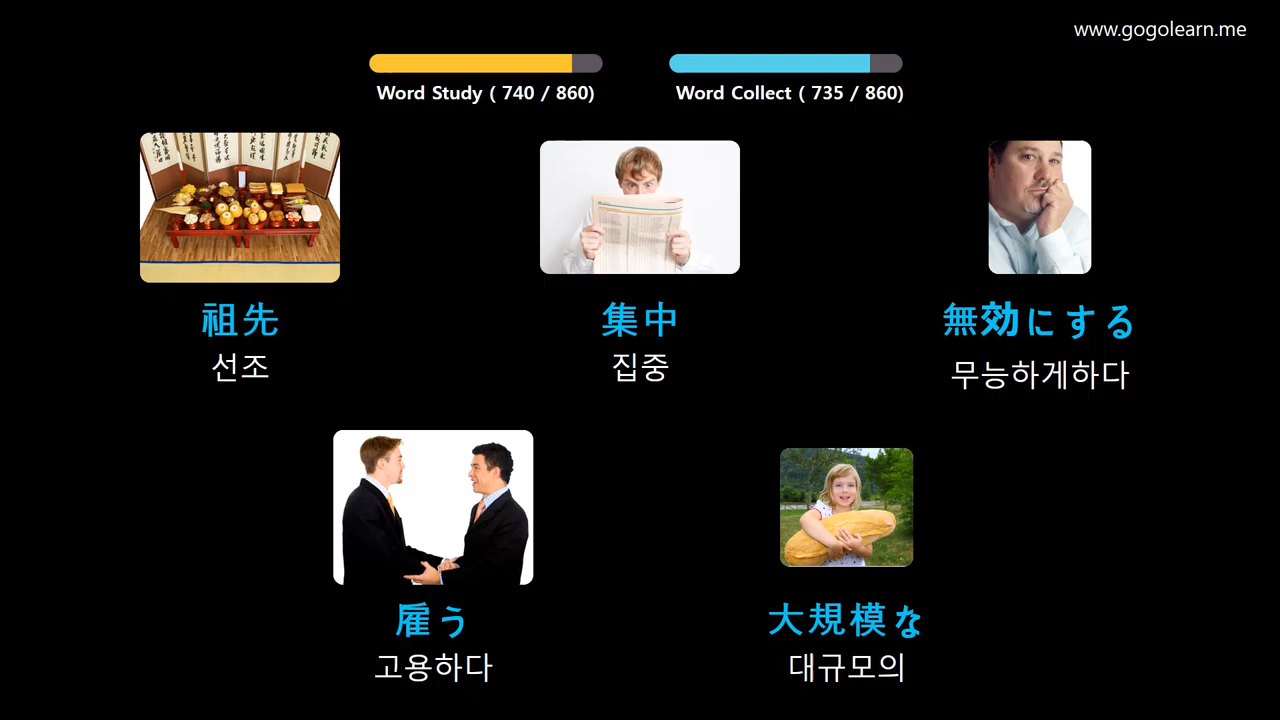 www.gogolearn.me
Word Study ( 740 / 860)
Word Collect ( 735 / 860)
祖先
선조
集中
집중
無効にする
무능하게하다
雇う
고용하다
大規模な
대규모의